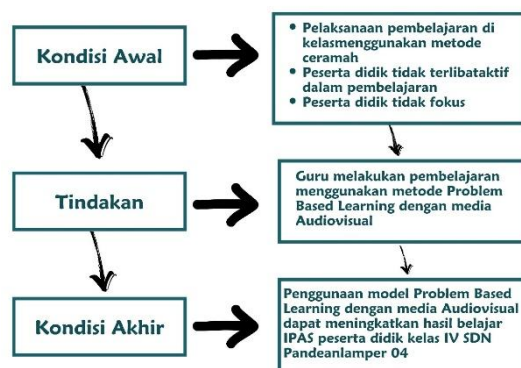 Kondisi Awal
• Pelaksanaan pembelajaran di
kelasmenggunakan metode
ceramah
• Peserta didik tidak terlibataktif
dalam pembelajaran
• Peserta didik tidak fokus
Tindakan
Guru melakukan pembelajaran
menggunakan metode Problem
Based Learning dengan media
Audiovisual
Kondisi Akhir
Penggunaan model Problem Based
Learning dengan media Audiovisual
dapat meningkatkan hasil belajar
IPAS peserta didik kelas IV SDN
Pandeanlamper 04